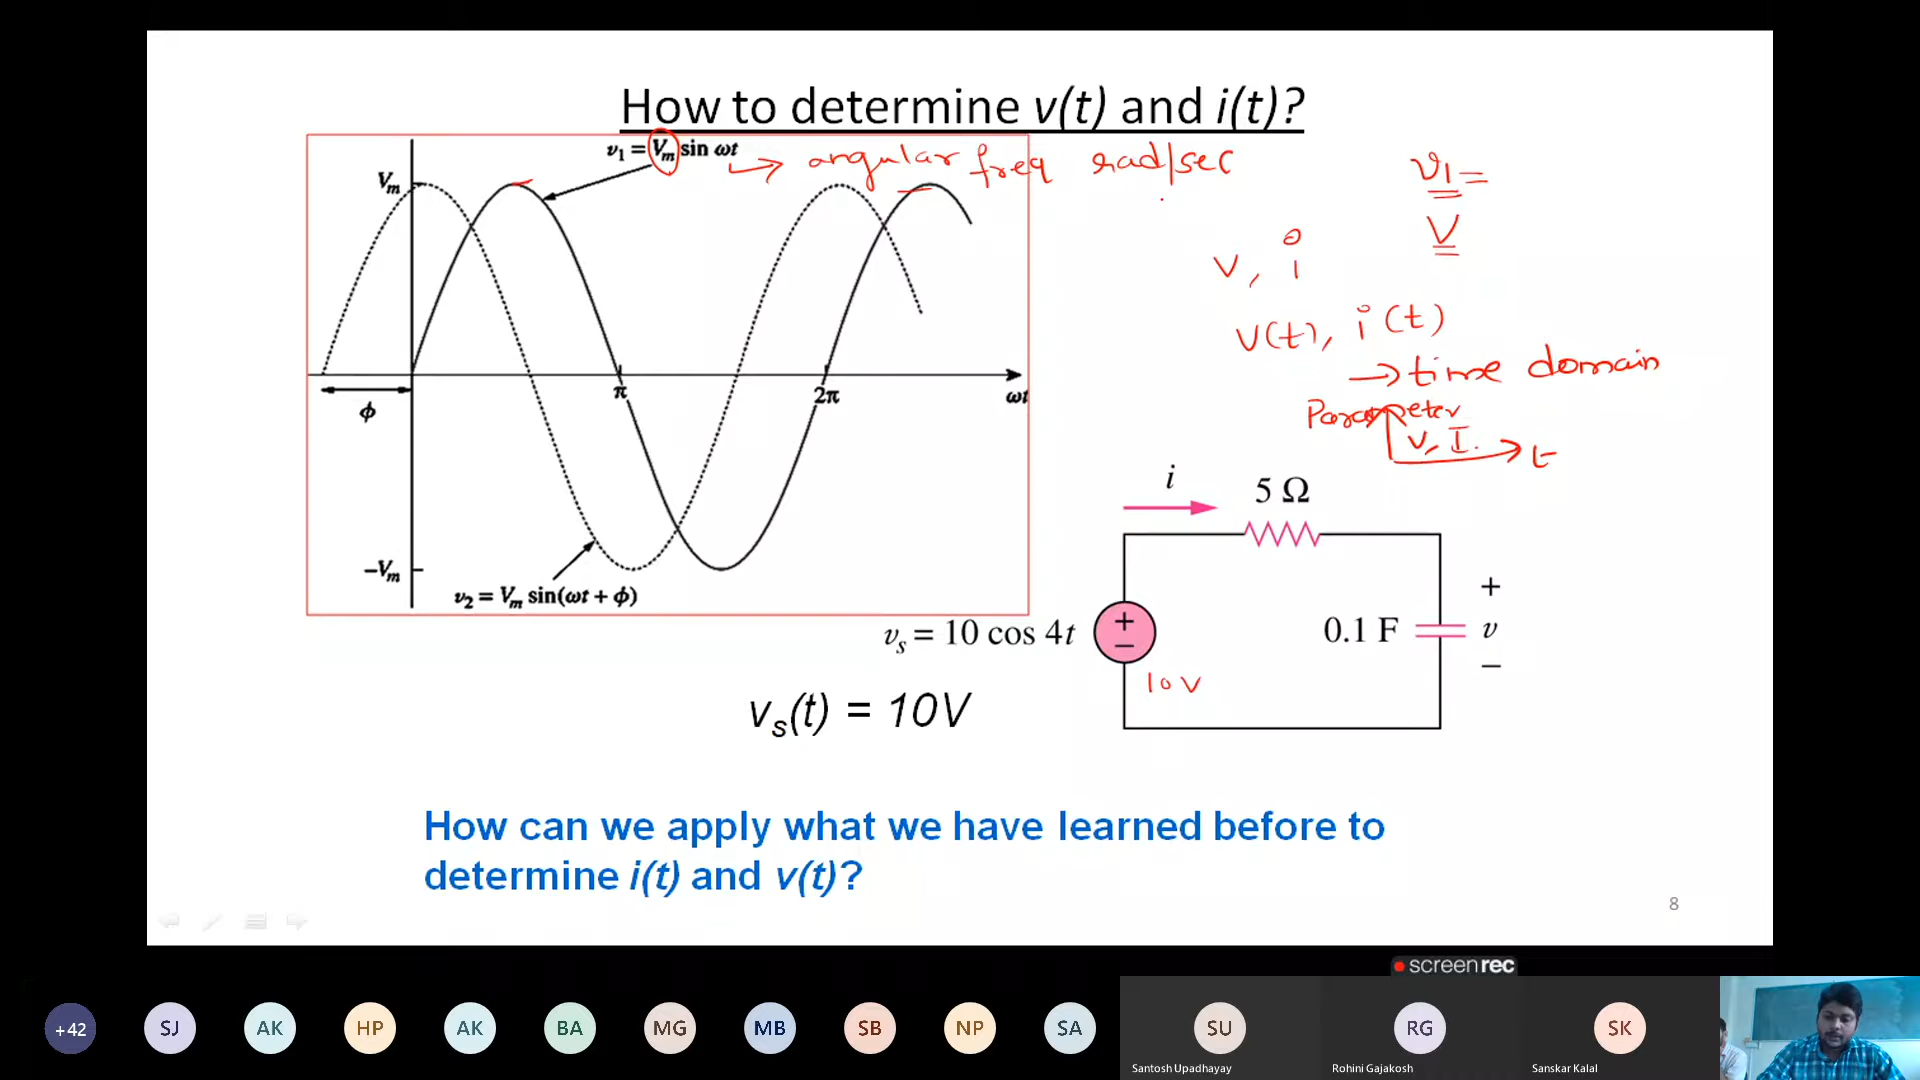 How to determine v(t) and i(t)?
v₁ = Vₘ sin ωt
→ angular freq rad/sec
v₁ =
V
v, i
v(t), i(t)
→ time domain
Parameter
V, I.
t
Vₘ
ϕ
π
2π
ωt
–Vₘ
v₂ = Vₘ sin(ωt + ϕ)
i
5 Ω
+
v
–
0.1 F
vₛ = 10 cos 4t
+
–
10V
vₛ(t) = 10V
How can we apply what we have learned before to
determine i(t) and v(t)?
8
screenrec
+42
SJ
AK
HP
AK
BA
MG
MB
SB
NP
SA
SU
RG
SK
Santosh Upadhayay
Rohini Gajakosh
Sanskar Kalal